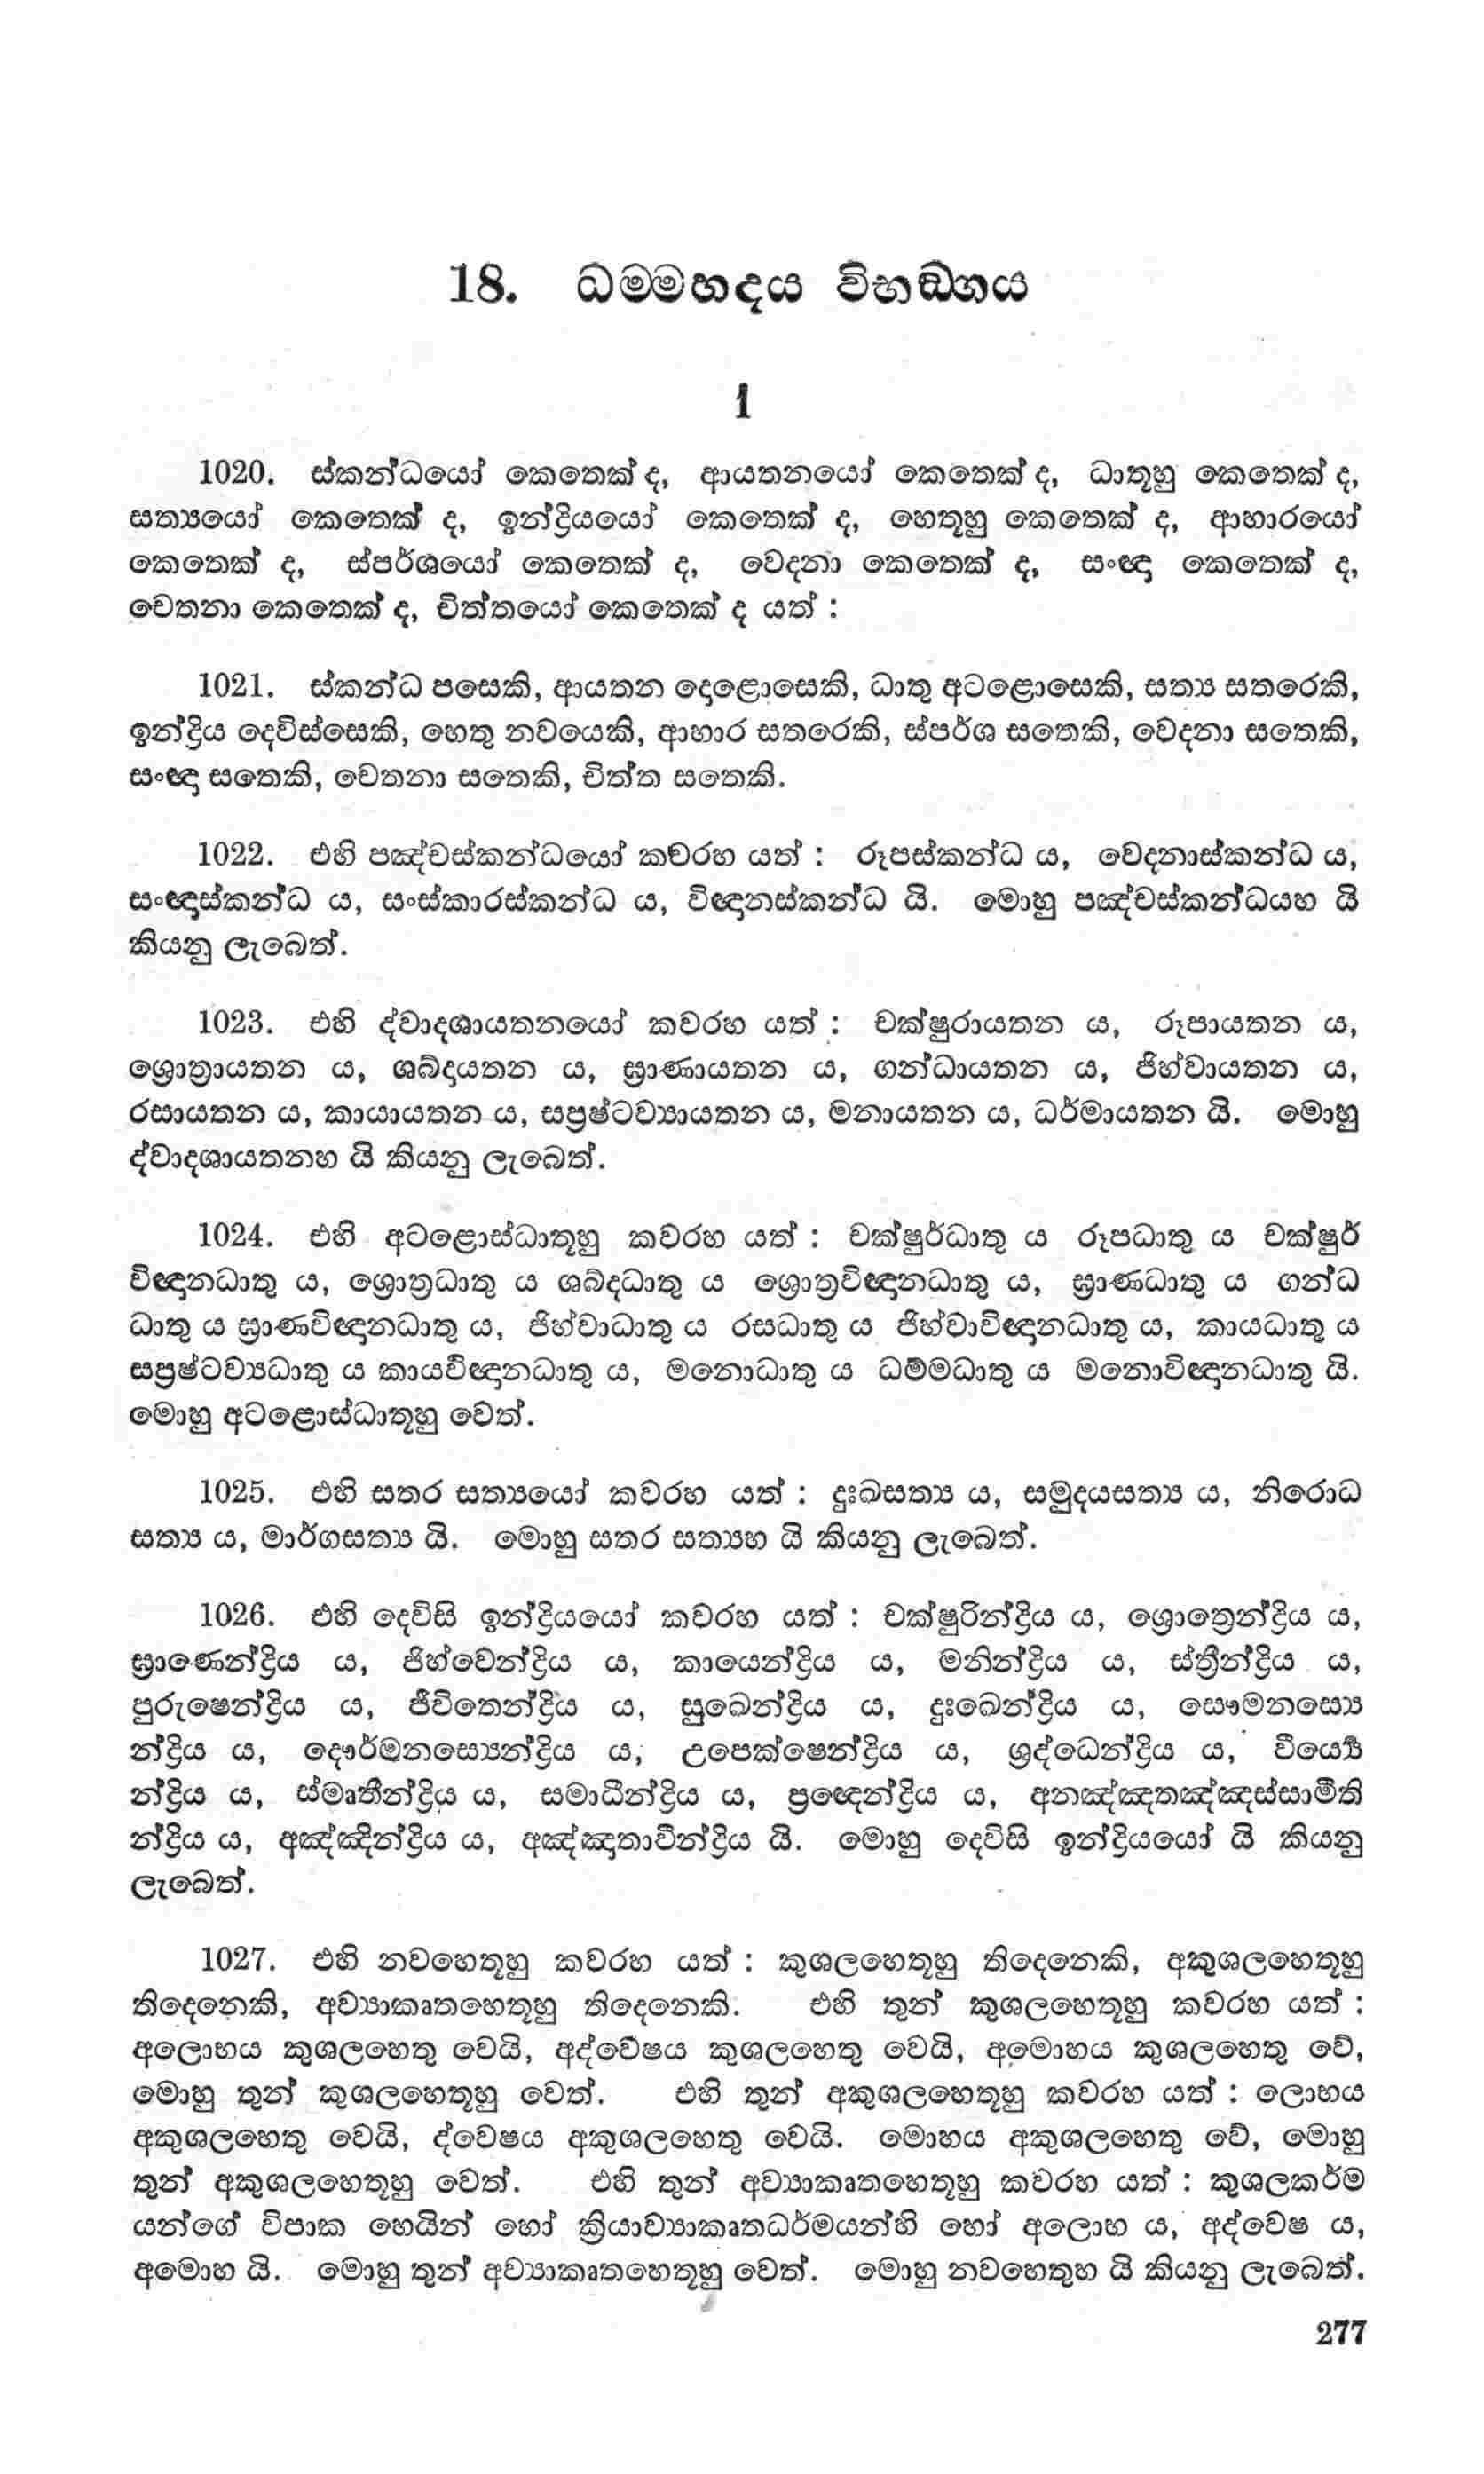 18. ධම්මහදය විභඞ්ගය
1
1020. ස්කන්ධයෝ කෙතෙක් ද, ආයතනයෝ කෙතෙක් ද, ධාතූහු කෙතෙක් ද,
සත්‍යයෝ කෙතෙක් ද, ඉන්ද්‍රියයෝ කෙතෙක් ද, හෙතූහු කෙතෙක් ද, ආහාරයෝ
කෙතෙක් ද, ස්පර්ශයෝ කෙතෙක් ද, වෙදනා කෙතෙක් ද, සංඥා කෙතෙක් ද,
චෙතනා කෙතෙක් ද, චිත්තයෝ කෙතෙක් ද යත් :
1021. ස්කන්ධ පසෙකි, ආයතන දොළොසෙකි, ධාතු අටළොසෙකි, සත්‍ය සතරෙකි,
ඉන්ද්‍රිය දෙවිස්සෙකි, හෙතු නවයෙකි, ආහාර සතරෙකි, ස්පර්ශ සතෙකි, වෙදනා සතෙකි,
සංඥා සතෙකි, චෙතනා සතෙකි, චිත්ත සතෙකි.
1022. එහි පඤ්චස්කන්ධයෝ කවරහ යත් : රූපස්කන්ධ ය, වෙදනාස්කන්ධ ය,
සංඥාස්කන්ධ ය, සංස්කාරස්කන්ධ ය, විඥානස්කන්ධ යි. මොහු පඤ්චස්කන්ධයහ යි
කියනු ලැබෙත්.
1023. එහි ද්වාදශායතනයෝ කවරහ යත් : චක්ෂුරායතන ය, රූපායතන ය,
ශ්‍රොත්‍රායතන ය, ශබ්දායතන ය, ඝ්‍රාණායතන ය, ගන්ධායතන ය, ජිහ්වායතන ය,
රසායතන ය, කායායතන ය, සප්‍රෂ්ටව්‍යායතන ය, මනායතන ය, ධර්මායතන යි. මොහු
ද්වාදශායතනහ යි කියනු ලැබෙත්.
1024. එහි අටළොස්ධාතූහු කවරහ යත් : චක්ෂුර්ධාතු ය රූපධාතු ය චක්ෂුර්
විඥානධාතු ය, ශ්‍රොත්‍රධාතු ය ශබ්දධාතු ය ශ්‍රොත්‍රවිඥානධාතු ය, ඝ්‍රාණධාතු ය ගන්ධ
ධාතු ය ඝ්‍රාණවිඥානධාතු ය, ජිහ්වාධාතු ය රසධාතු ය ජිහ්වාවිඥානධාතු ය, කායධාතු ය
සප්‍රෂ්ටව්‍යධාතු ය කායවිඥානධාතු ය, මනොධාතු ය ධම්මධාතු ය මනොවිඥානධාතු යි.
මොහු අටළොස්ධාතූහු වෙත්.
1025. එහි සතර සත්‍යයෝ කවරහ යත් : දුඃඛසත්‍ය ය, සමුදයසත්‍ය ය, නිරොධ
සත්‍ය ය, මාර්ගසත්‍ය යි. මොහු සතර සත්‍යහ යි කියනු ලැබෙත්.
1026. එහි දෙවිසි ඉන්ද්‍රියයෝ කවරහ යත් : චක්ෂුරින්ද්‍රිය ය, ශ්‍රොත්‍රෙන්ද්‍රිය ය,
ඝ්‍රාණෙන්ද්‍රිය ය, ජිහ්වෙන්ද්‍රිය ය, කායෙන්ද්‍රිය ය, මනින්ද්‍රිය ය, ස්ත්‍රීන්ද්‍රිය ය,
පුරුෂෙන්ද්‍රිය ය, ජීවිතෙන්ද්‍රිය ය, සුඛෙන්ද්‍රිය ය, දුඃඛෙන්ද්‍රිය ය, සෞමනස්‍යෙ
න්ද්‍රිය ය, දෞර්මනස්‍යෙන්ද්‍රිය ය, උපෙක්ෂෙන්ද්‍රිය ය, ශ්‍රද්ධෙන්ද්‍රිය ය, වීර්‍ය්‍යෙ
න්ද්‍රිය ය, ස්මෘතීන්ද්‍රිය ය, සමාධීන්ද්‍රිය ය, ප්‍රඥෙන්ද්‍රිය ය, අනඤ්ඤතඤ්ඤස්සාමීති
න්ද්‍රිය ය, අඤ්ඤින්ද්‍රිය ය, අඤ්ඤාතාවීන්ද්‍රිය යි. මොහු දෙවිසි ඉන්ද්‍රියයෝ යි කියනු
ලැබෙත්.
1027. එහි නවහෙතූහු කවරහ යත් : කුශලහෙතූහු තිදෙනෙකි, අකුශලහෙතූහු
තිදෙනෙකි, අව්‍යාකෘතහෙතූහු තිදෙනෙකි. එහි තුන් කුශලහෙතූහු කවරහ යත් :
අලොභය කුශලහෙතු වෙයි, අද්වේෂය කුශලහෙතු වෙයි, අමොහය කුශලහෙතු වේ,
මොහු තුන් කුශලහෙතූහු වෙත්. එහි තුන් අකුශලහෙතූහු කවරහ යත් : ලොභය
අකුශලහෙතු වෙයි, ද්වෙෂය අකුශලහෙතු වෙයි. මොහය අකුශලහෙතු වේ, මොහු
තුන් අකුශලහෙතූහු වෙත්. එහි තුන් අව්‍යාකෘතහෙතූහු කවරහ යත් : කුශලකර්ම
යන්ගේ විපාක හෙයින් හෝ ක්‍රියාව්‍යාකෘතධර්මයන්හි හෝ අලොභ ය, අද්වෙෂ ය,
අමොහ යි. මොහු තුන් අව්‍යාකෘතහෙතූහු වෙත්. මොහු නවහෙතුහ යි කියනු ලැබෙත්.
277